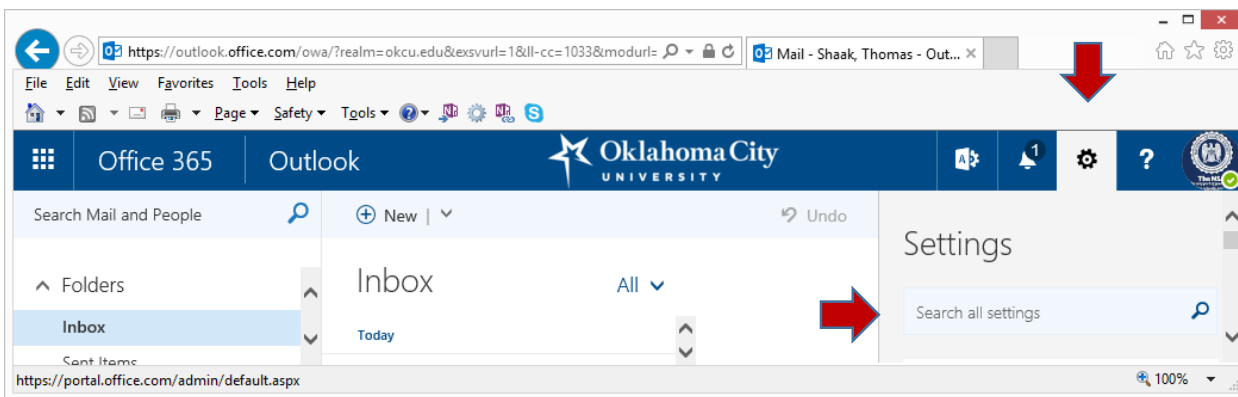 https://outlook.office.com/owa/?realm=okcu.edu&exsvurl=1&ll-cc=1033&modurl=
Mail - Shaak, Thomas - Out...
File Edit View Favorites Tools Help
Page Safety Tools
Office 365 Outlook Oklahoma City 1 ?
UNIVERSITY
Search Mail and People New Undo
Settings
Folders Inbox All
Search all settings
Inbox Today
Sent Items
https://portal.office.com/admin/default.aspx 100%